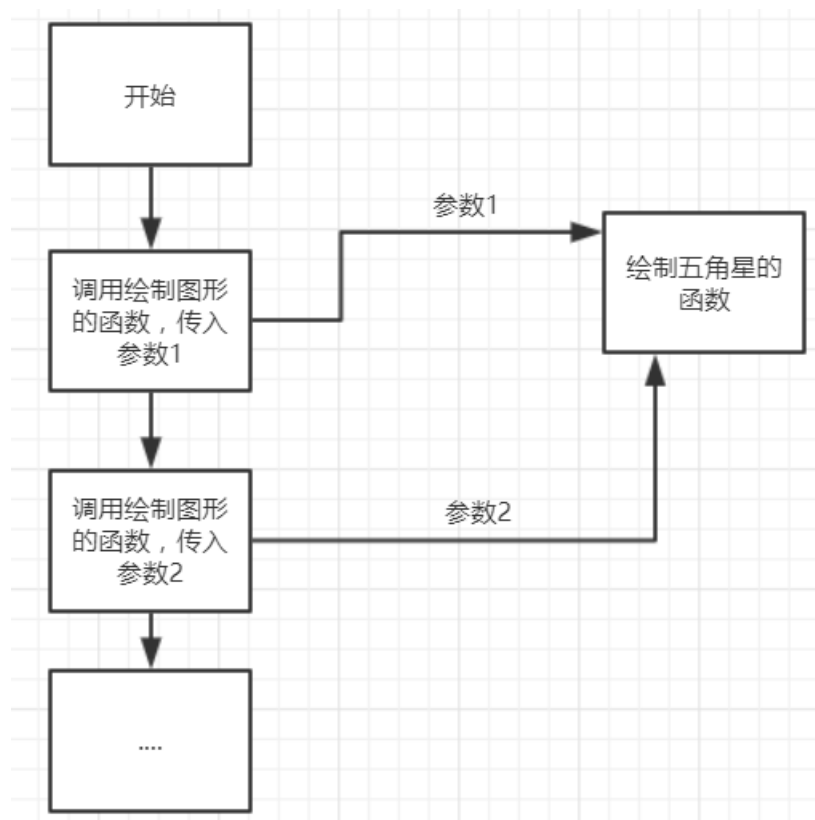 开始
参数1
绘制五角星的
函数
调用绘制图形
的函数，传入
参数1
调用绘制图形
的函数，传入
参数2
参数2
....